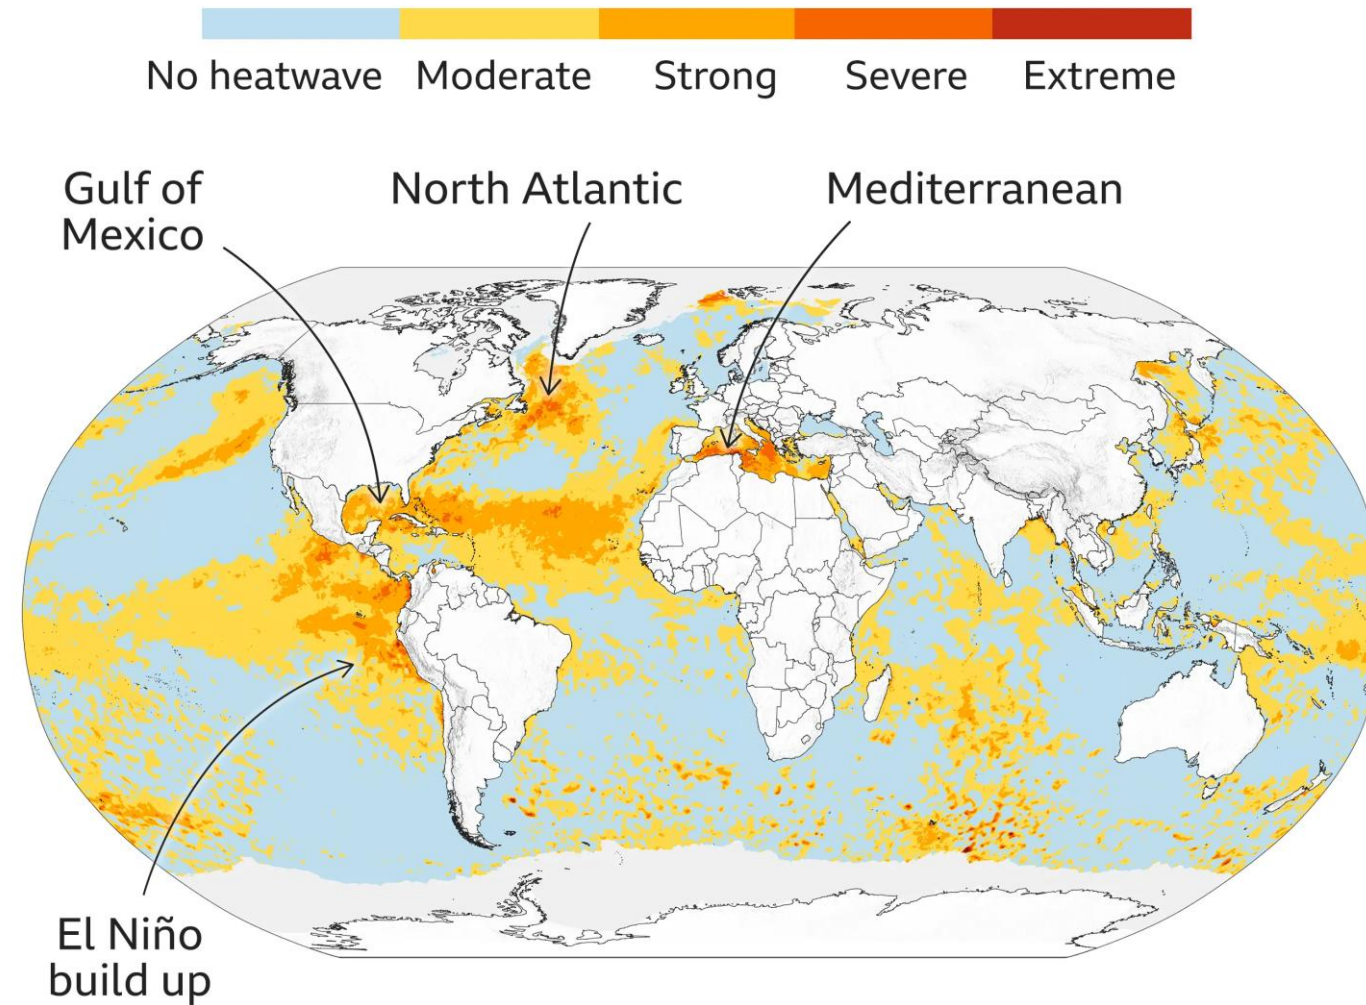 No heatwave Moderate Strong Severe Extreme
Gulf of
Mexico
North Atlantic
Mediterranean
El Niño
build up